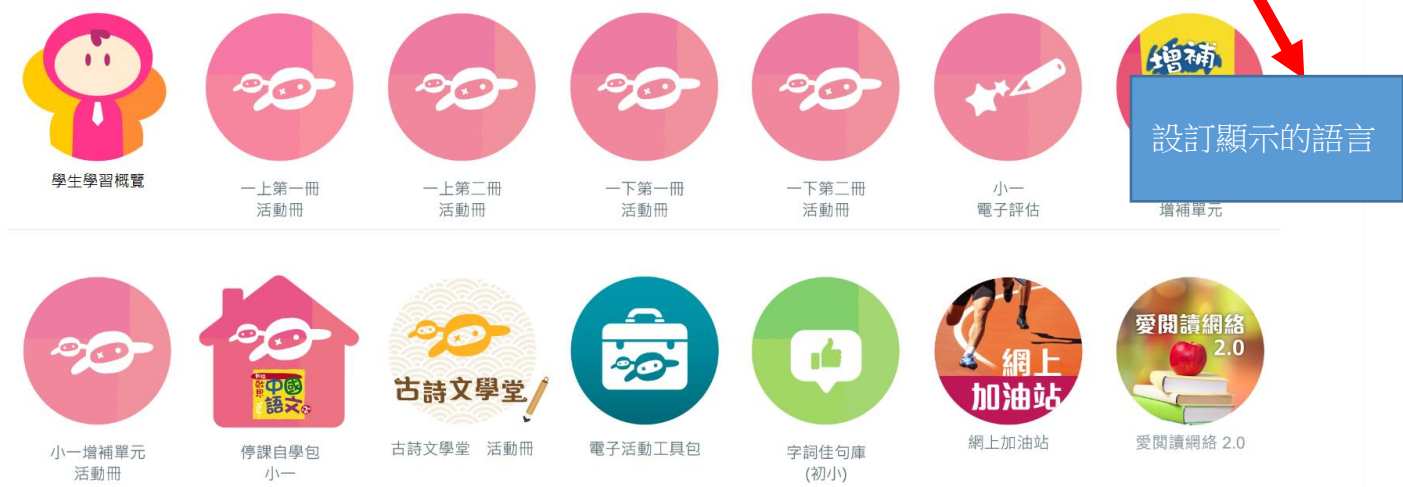 增補
設訂顯示的語言
學生學習概覽
一上第一冊
活動冊
一上第二冊
活動冊
一下第一冊
活動冊
一下第二冊
活動冊
小一
電子評估
增補單元
中國
語文
古詩文學堂
網上
加油站
愛閱讀網絡
2.0
小一增補單元
活動冊
停課自學包
小一
古詩文學堂 活動冊
電子活動工具包
字詞佳句庫
(初小)
網上加油站
愛閱讀網絡 2.0